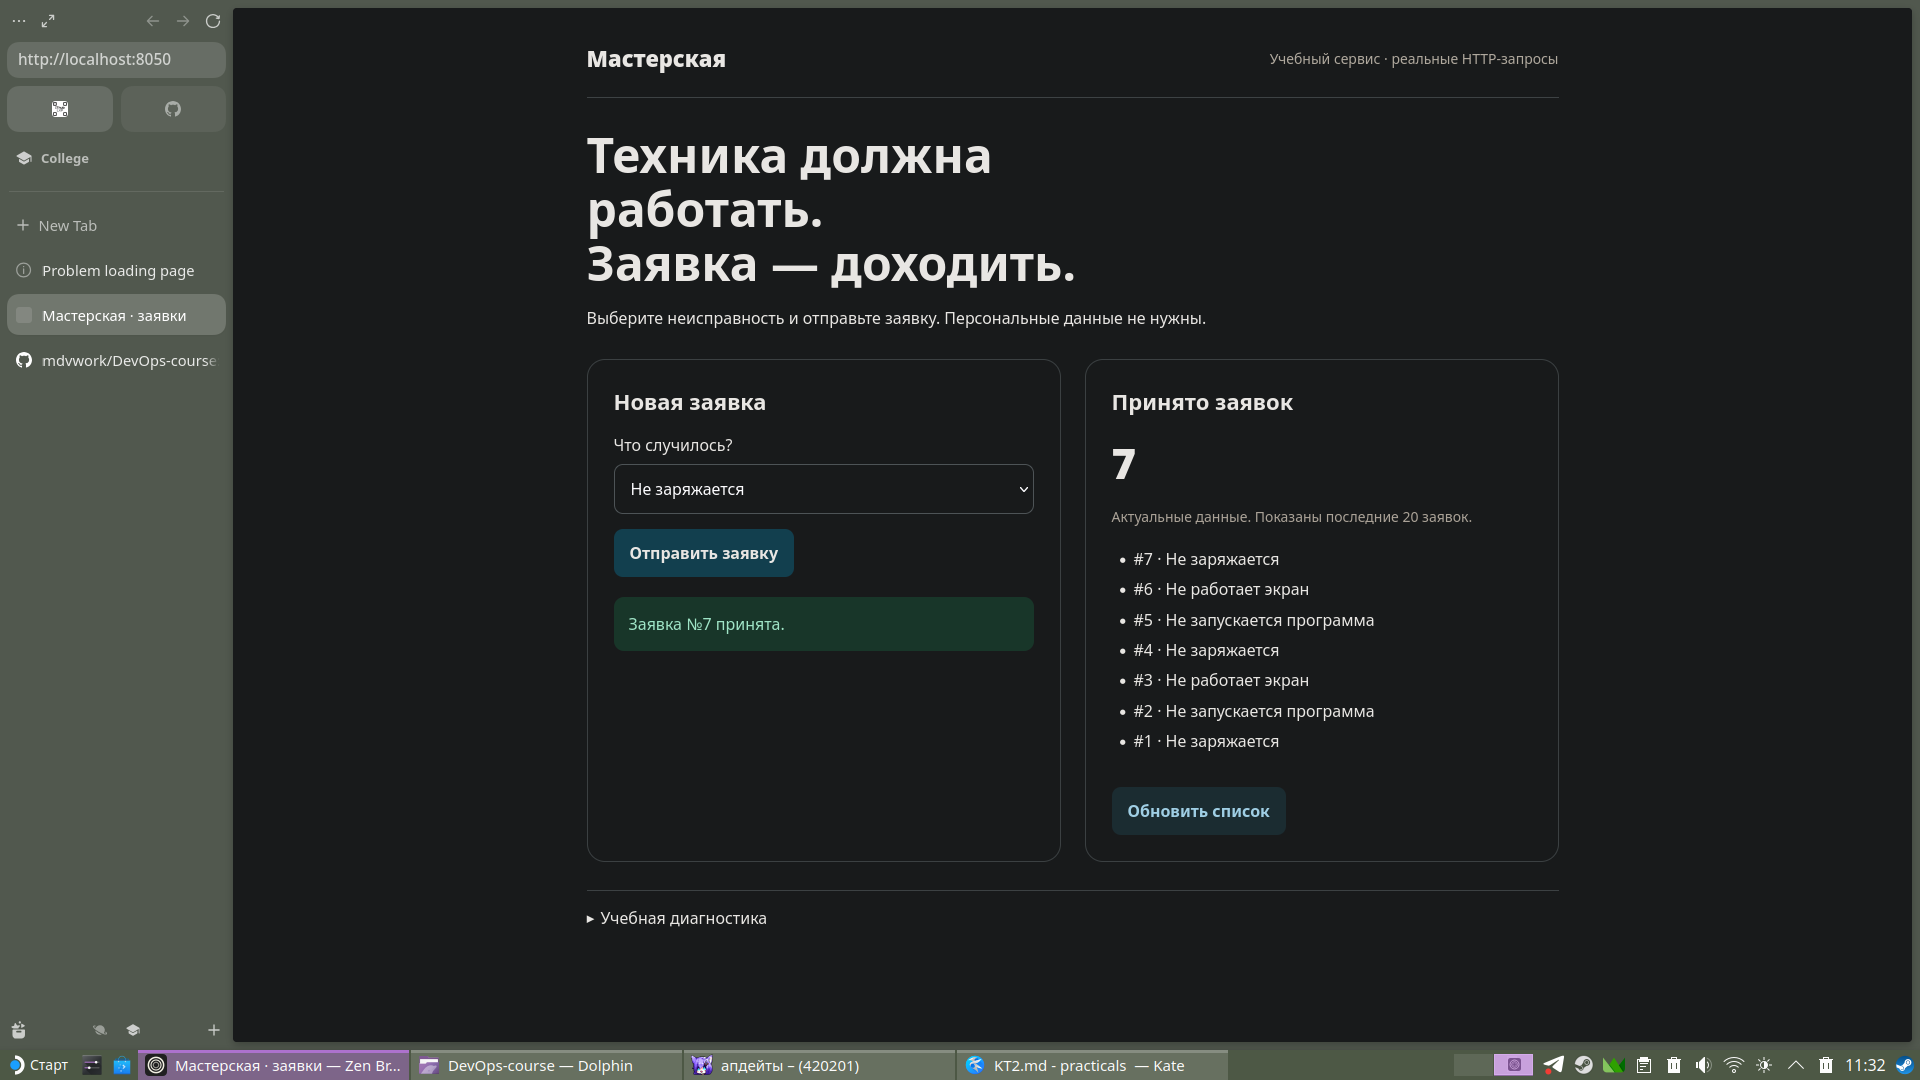 http://localhost:8050
College
New Tab
Problem loading page
Мастерская · заявки
mdvwork/DevOps-course
Мастерская
Учебный сервис · реальные HTTP-запросы
Техника должна
работать.
Заявка — доходить.
Выберите неисправность и отправьте заявку. Персональные данные не нужны.
Новая заявка
Что случилось?
Не заряжается
Отправить заявку
Заявка №7 принята.
Принято заявок
7
Актуальные данные. Показаны последние 20 заявок.
• #7 · Не заряжается
• #6 · Не работает экран
• #5 · Не запускается программа
• #4 · Не заряжается
• #3 · Не работает экран
• #2 · Не запускается программа
• #1 · Не заряжается
Обновить список
Учебная диагностика
Старт
Мастерская · заявки — Zen Br...
DevOps-course — Dolphin
апдейты – (420201)
KT2.md - practicals — Kate
11:32